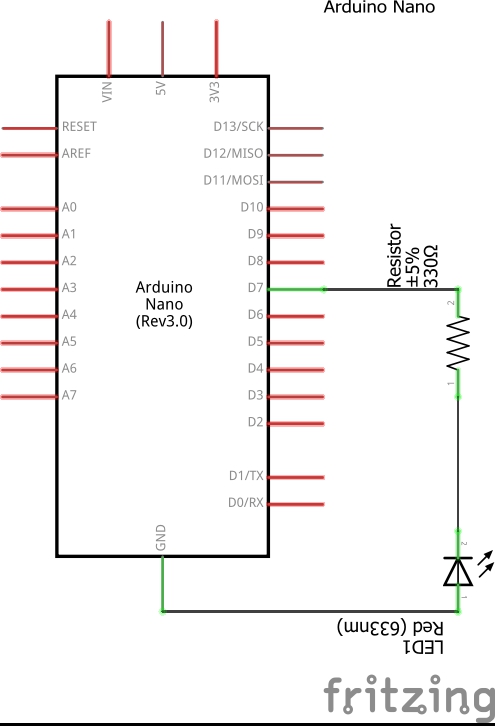 Arduino Nano
VIN
5V
3V3
RESET
D13/SCK
AREF
D12/MISO
D11/MOSI
A0
D10
A1
D9
A2
D8
A3
D7
Arduino
Nano
(Rev3.0)
A4
D6
A5
D5
A6
D4
A7
D3
D2
D1/TX
D0/RX
GND
Resistor
±5%
330Ω
2
1
2
1
LED1
Red (633nm)
fritzing